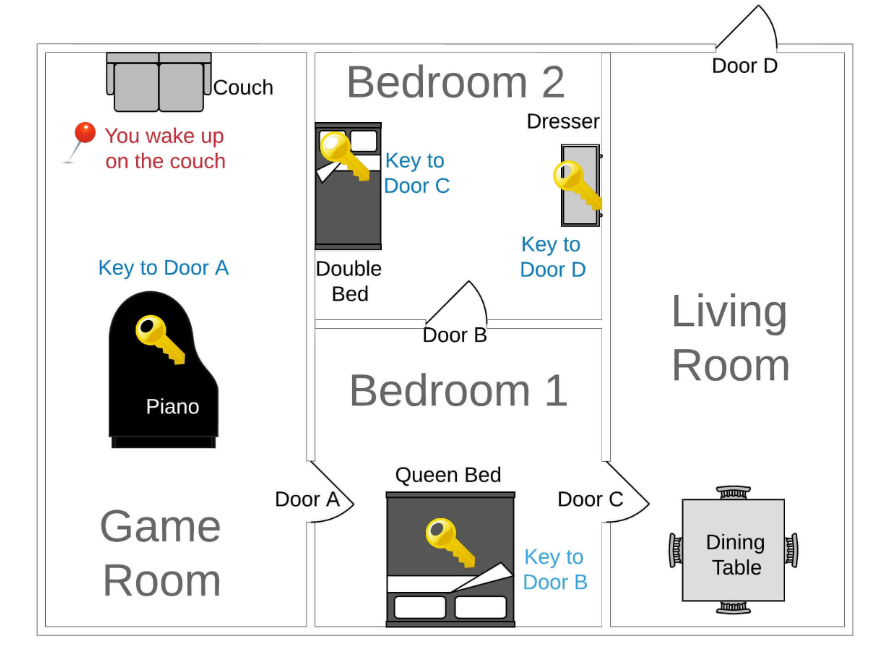 Door D
Couch
You wake up
on the couch
Bedroom 2
Dresser
Key to
Door C
Key to
Door D
Double
Bed
Key to Door A
Piano
Door B
Living
Room
Bedroom 1
Queen Bed
Door A
Door C
Key to
Door B
Game
Room
Dining
Table